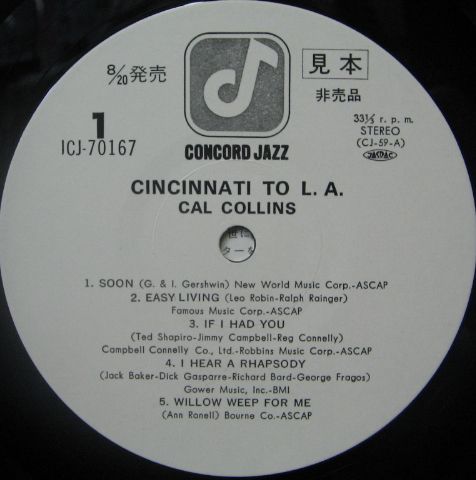 8/20 発売
見本
非売品
1
ICJ-70167
33⅓ r. p. m.
STEREO
(CJ-59-A)
JASRAC
CONCORD JAZZ
CINCINNATI TO L. A.
CAL COLLINS
1. SOON (G. & I. Gershwin) New World Music Corp.-ASCAP
2. EASY LIVING (Leo Robin-Ralph Rainger)
Famous Music Corp.-ASCAP
3. IF I HAD YOU
(Ted Shapiro-Jimmy Campbell-Reg Connelly)
Campbell Connelly Co., Ltd.-Robbins Music Corp.-ASCAP
4. I HEAR A RHAPSODY
(Jack Baker-Dick Gasparre-Richard Bard-George Fragos)
Gower Music, Inc.-BMI
5. WILLOW WEEP FOR ME
(Ann Ronell) Bourne Co.-ASCAP